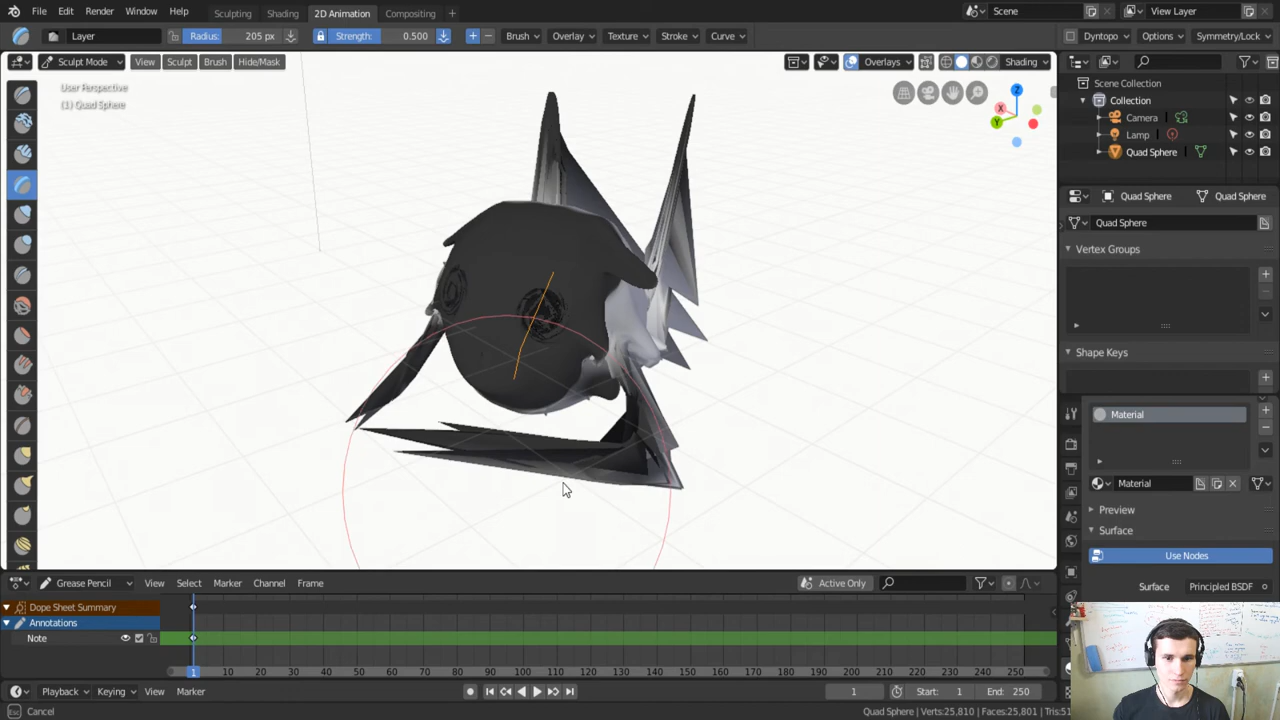 File Edit Render Window Help Sculpting Shading 2D Animation Compositing + Scene View Layer
Layer Radius: 205 px Strength: 0.500 + − Brush Overlay Texture Stroke Curve Dyntopo Options Symmetry/Lock
Sculpt Mode View Sculpt Brush Hide/Mask Overlays Shading
User Perspective
(1) Quad Sphere
X Y Z
Scene Collection
Collection
Camera
Lamp
Quad Sphere
Quad Sphere Quad Sphere
Quad Sphere
Vertex Groups
Shape Keys
Material
Material
Preview
Surface
Use Nodes
Surface Principled BSDF
Grease Pencil View Select Marker Channel Frame Active Only
Dope Sheet Summary
Annotations
Note
1 10 20 30 40 50 60 70 80 90 100 110 120 130 140 150 160 170 180 190 200 210 220 230 240 250
Playback Keying View Marker 1 Start: 1 End: 250
Esc Cancel Quad Sphere | Verts:25,810 | Faces:25,801 | Tris:51